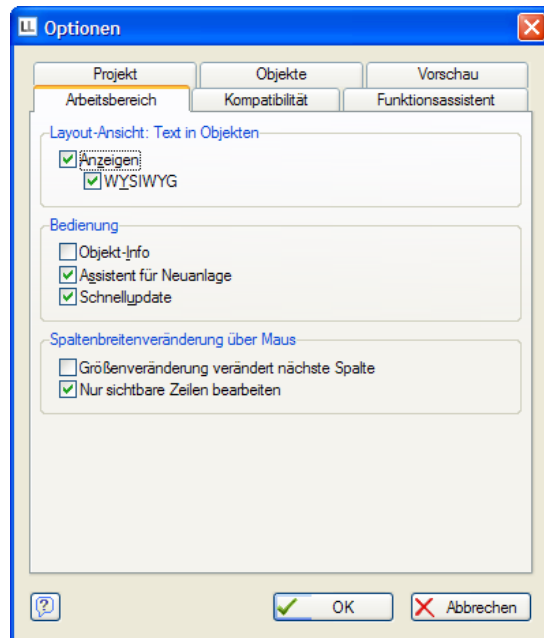 LL Optionen
Projekt Objekte Vorschau
Arbeitsbereich Kompatibilität Funktionsassistent
Layout-Ansicht: Text in Objekten
Anzeigen
WYSIWYG
Bedienung
Objekt-Info
Assistent für Neuanlage
Schnellupdate
Spaltenbreitenveränderung über Maus
Größenveränderung verändert nächste Spalte
Nur sichtbare Zeilen bearbeiten
? OK Abbrechen